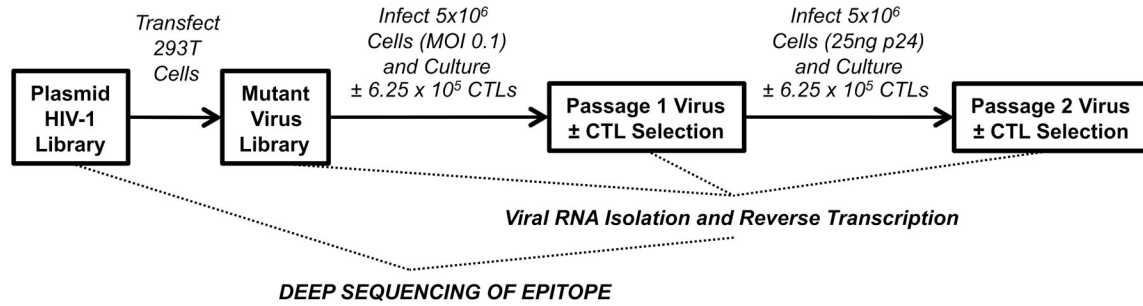 Transfect
293T
Cells
Infect 5x10⁶
Cells (MOI 0.1)
and Culture
± 6.25 x 10⁵ CTLs
Infect 5x10⁶
Cells (25ng p24)
and Culture
± 6.25 x 10⁵ CTLs
Plasmid
HIV-1
Library
Mutant
Virus
Library
Passage 1 Virus
± CTL Selection
Passage 2 Virus
± CTL Selection
Viral RNA Isolation and Reverse Transcription
DEEP SEQUENCING OF EPITOPE